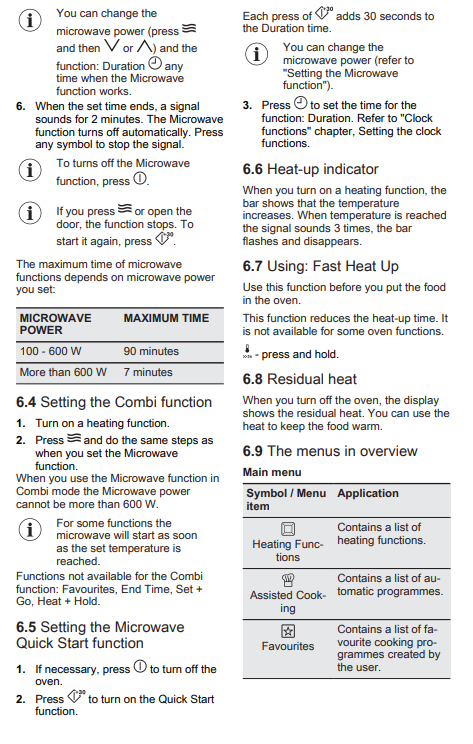 You can change the
microwave power (press
and then or ) and the
function: Duration any
time when the Microwave
function works.
6. When the set time ends, a signal
sounds for 2 minutes. The Microwave
function turns off automatically. Press
any symbol to stop the signal.
To turns off the Microwave
function, press .
If you press or open the
door, the function stops. To
start it again, press +30.
The maximum time of microwave
functions depends on microwave power
you set:
MICROWAVE MAXIMUM TIME
POWER
100 - 600 W 90 minutes
More than 600 W 7 minutes
6.4 Setting the Combi function
1. Turn on a heating function.
2. Press and do the same steps as
when you set the Microwave
function.
When you use the Microwave function in
Combi mode the Microwave power
cannot be more than 600 W.
For some functions the
microwave will start as soon
as the set temperature is
reached.
Functions not available for the Combi
function: Favourites, End Time, Set +
Go, Heat + Hold.
6.5 Setting the Microwave
Quick Start function
1. If necessary, press to turn off the
oven.
2. Press +30 to turn on the Quick Start
function.
Each press of +30 adds 30 seconds to
the Duration time.
You can change the
microwave power (refer to
"Setting the Microwave
function").
3. Press to set the time for the
function: Duration. Refer to "Clock
functions" chapter, Setting the clock
functions.
6.6 Heat-up indicator
When you turn on a heating function, the
bar shows that the temperature
increases. When temperature is reached
the signal sounds 3 times, the bar
flashes and disappears.
6.7 Using: Fast Heat Up
Use this function before you put the food
in the oven.
This function reduces the heat-up time. It
is not available for some oven functions.
- press and hold.
6.8 Residual heat
When you turn off the oven, the display
shows the residual heat. You can use the
heat to keep the food warm.
6.9 The menus in overview
Main menu
Symbol / Menu Application
item
Heating Func-
tions
Contains a list of
heating functions.
Assisted Cook-
ing
Contains a list of au-
tomatic programmes.
Favourites
Contains a list of fa-
vourite cooking pro-
grammes created by
the user.